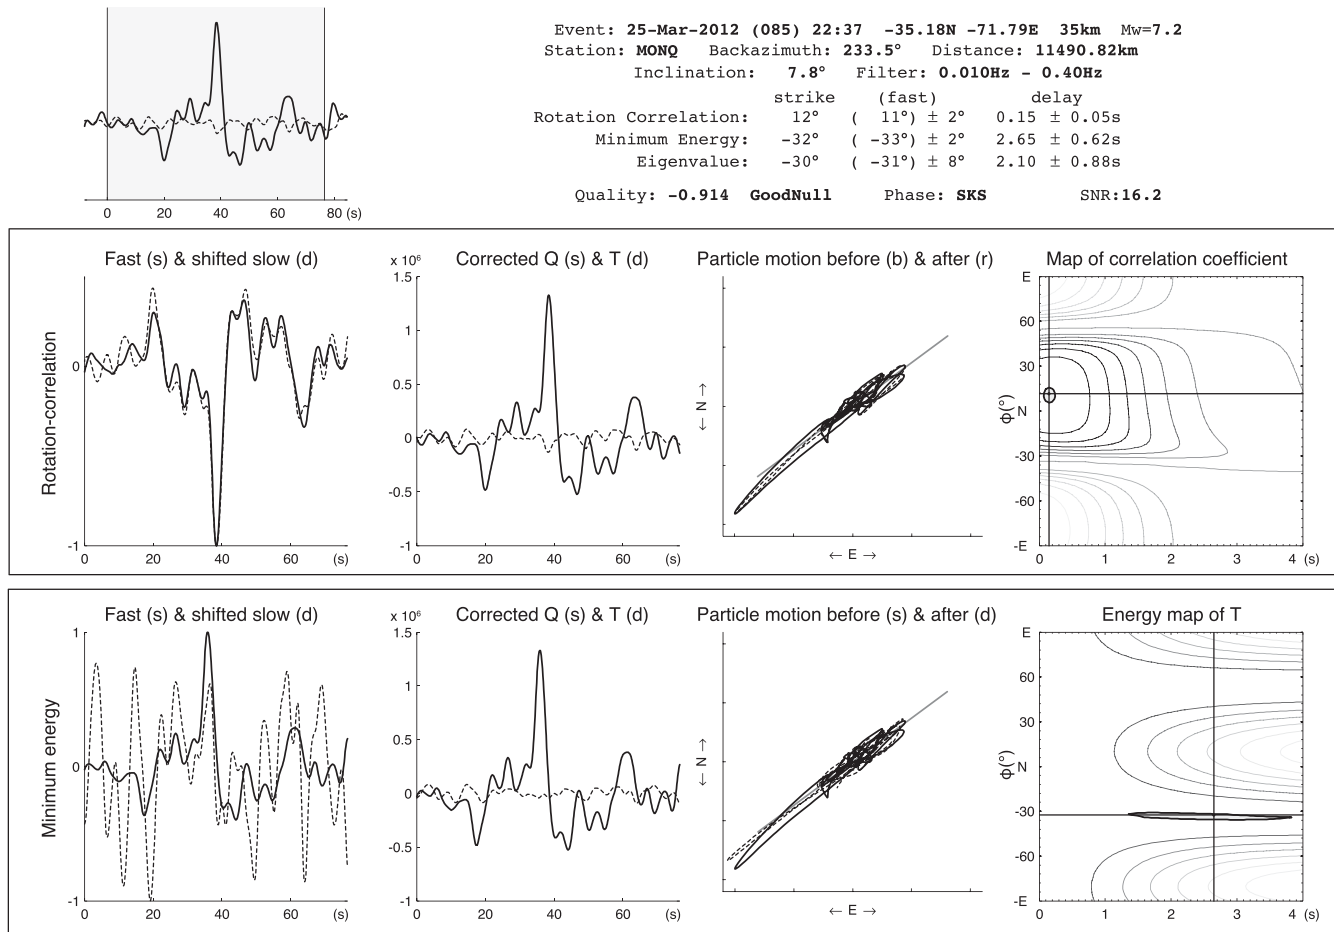 Event: 25-Mar-2012 (085) 22:37 -35.18N -71.79E 35km Mw=7.2
Station: MONQ Backazimuth: 233.5° Distance: 11490.82km
Inclination: 7.8° Filter: 0.010Hz - 0.40Hz
strike (fast) delay
Rotation Correlation: 12° ( 11°) ± 2° 0.15 ± 0.05s
Minimum Energy: -32° ( -33°) ± 2° 2.65 ± 0.62s
Eigenvalue: -30° ( -31°) ± 8° 2.10 ± 0.88s
Quality: -0.914 GoodNull Phase: SKS SNR:16.2
0 20 40 60 80 (s)
Rotation-correlation
Fast (s) & shifted slow (d)
0
-1
0 20 40 60 (s)
Corrected Q (s) & T (d)
x 10⁶
1.5
1
0.5
0
-0.5
-1
0 20 40 60 (s)
Particle motion before (b) & after (r)
← N →
← E →
Map of correlation coefficient
ϕ(°)
E
60
30
N
-30
-60
-E
0 1 2 3 4 (s)
Minimum energy
Fast (s) & shifted slow (d)
1
0
-1
0 20 40 60 (s)
Corrected Q (s) & T (d)
x 10⁶
1.5
1
0.5
0
-0.5
-1
0 20 40 60 (s)
Particle motion before (s) & after (d)
← N →
← E →
Energy map of T
ϕ(°)
E
60
30
N
-30
-60
-E
0 1 2 3 4 (s)